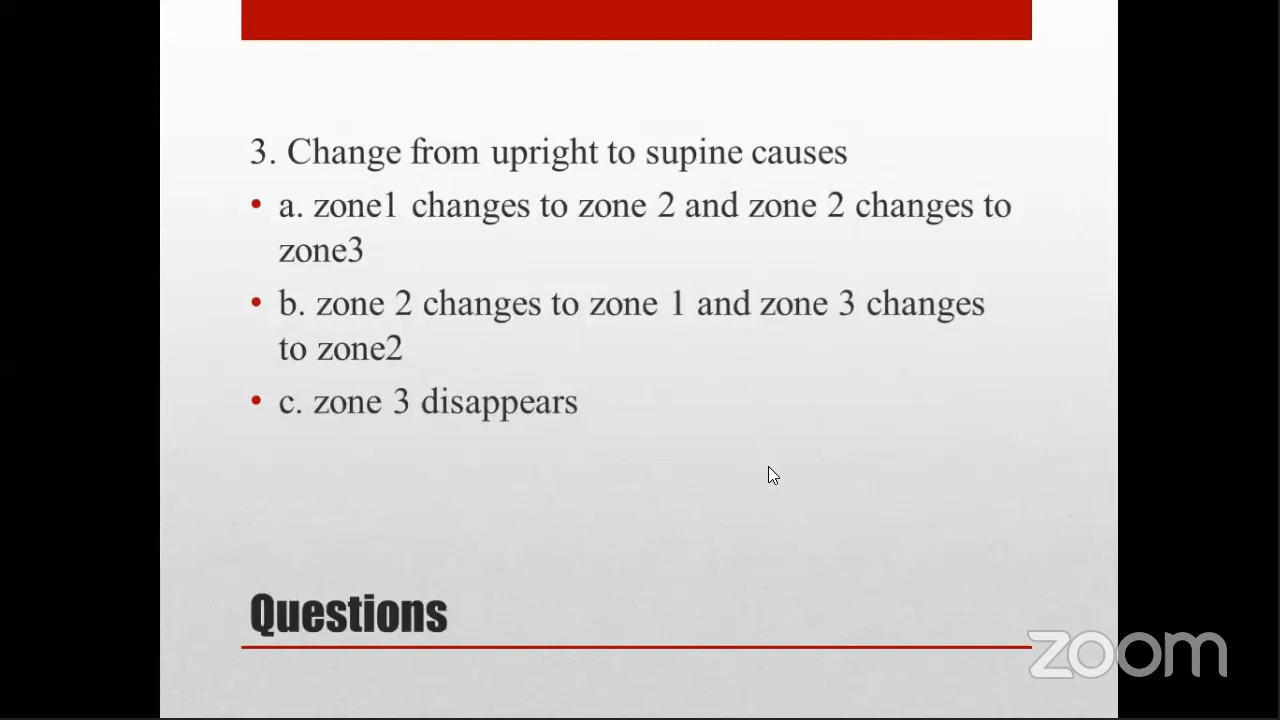 3. Change from upright to supine causes
• a. zone1 changes to zone 2 and zone 2 changes to
zone3
• b. zone 2 changes to zone 1 and zone 3 changes
to zone2
• c. zone 3 disappears
Questions
zoom